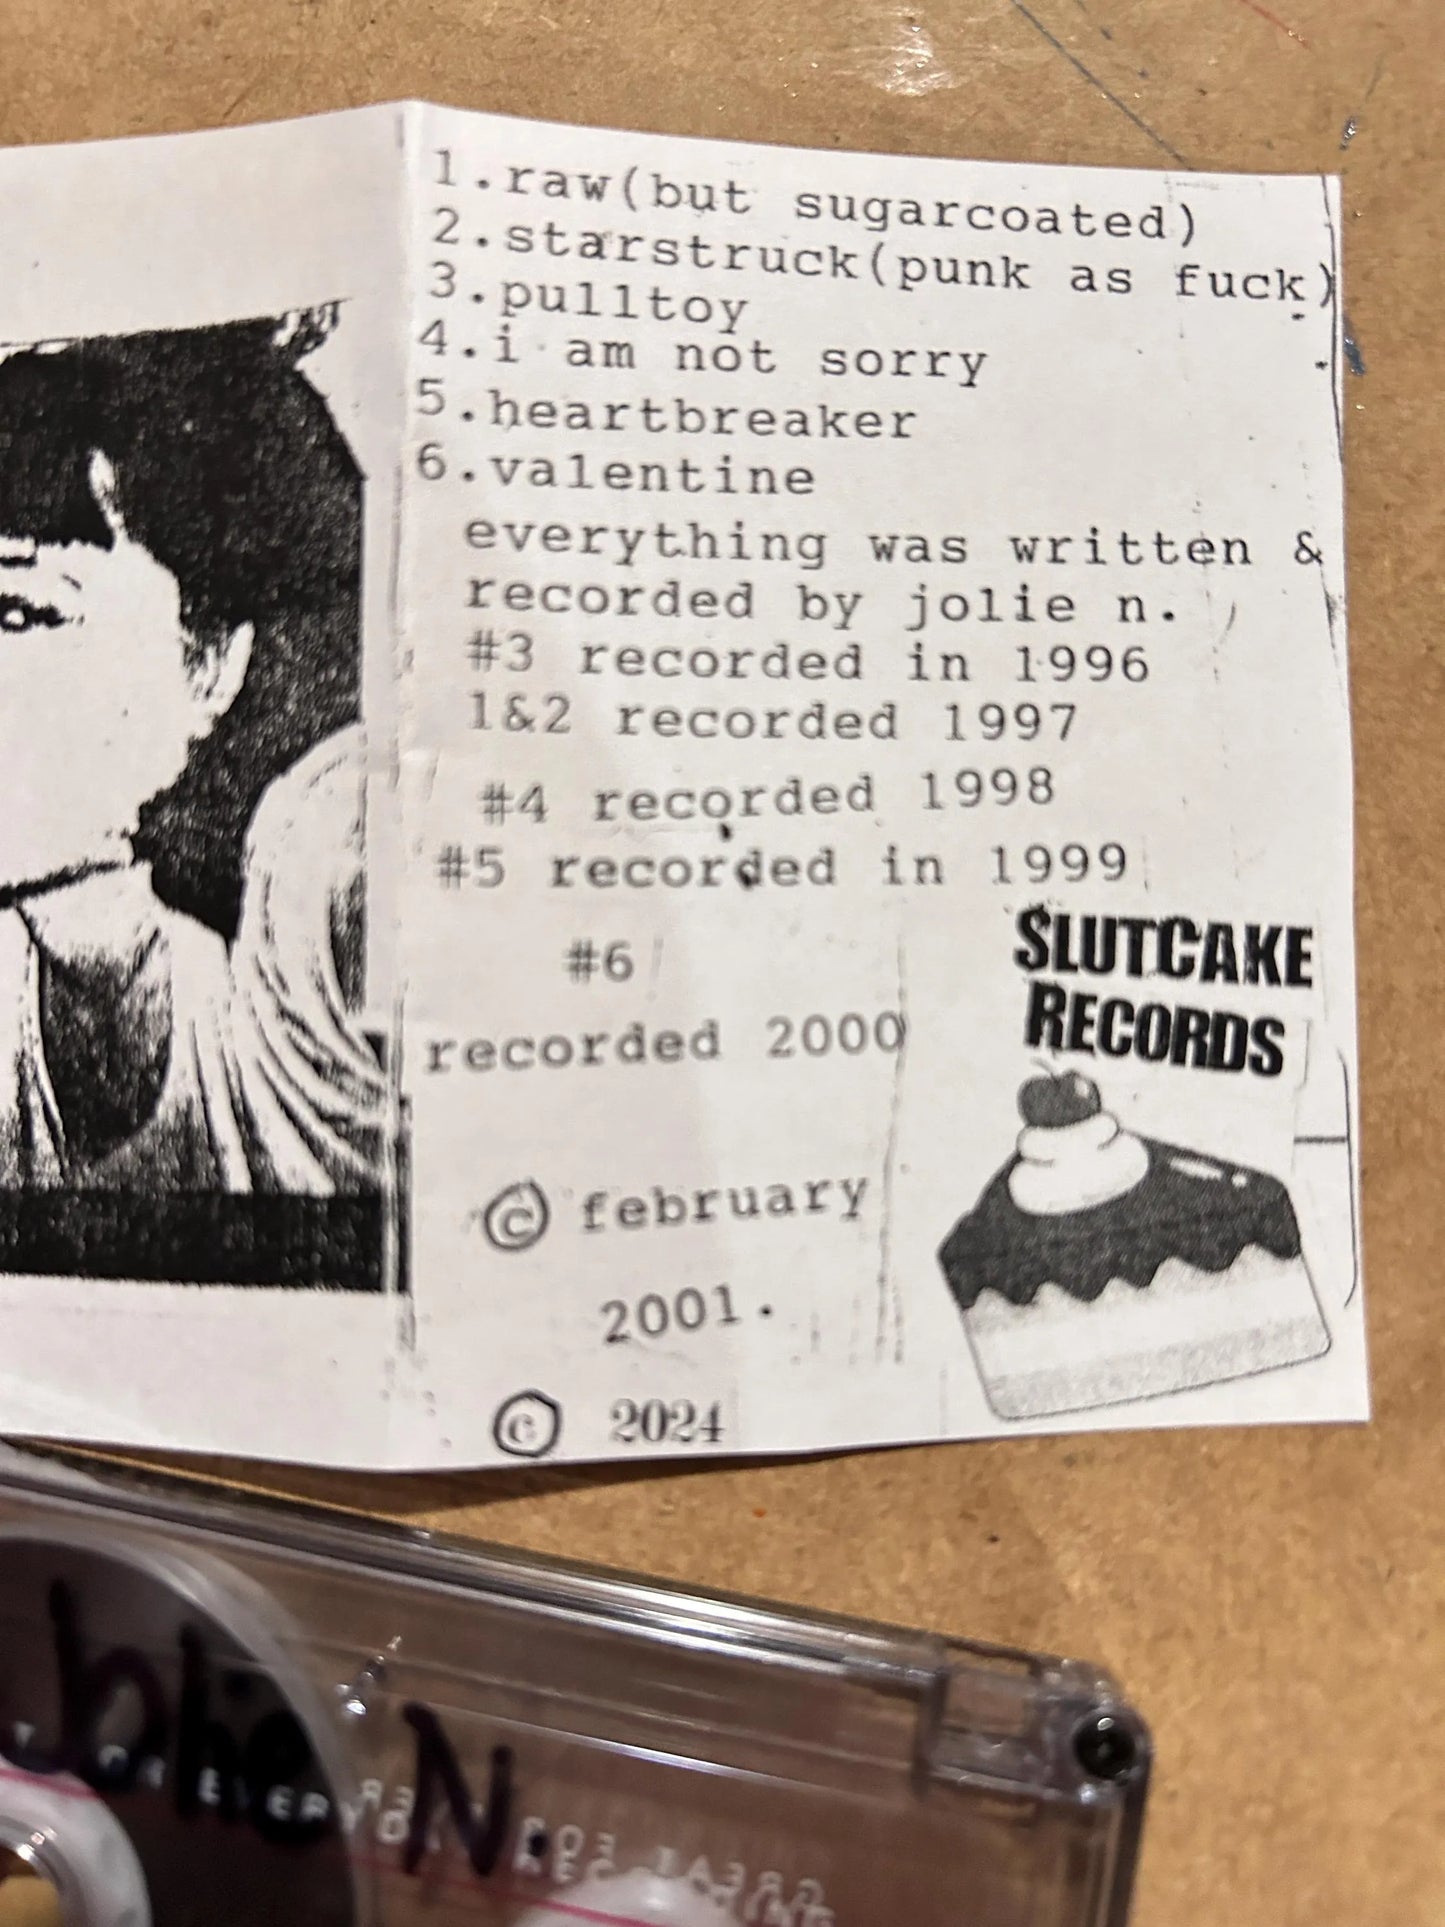 1.raw(but sugarcoated)
2.starstruck(punk as fuck)
3.pulltoy
4.i am not sorry
5.heartbreaker
6.valentine
everything was written &
recorded by jolie n.
#3 recorded in 1996
1&2 recorded 1997
#4 recorded 1998
#5 recorded in 1999
#6
recorded 2000
© february
2001.
© 2024
SLUTCAKE
RECORDS
N.